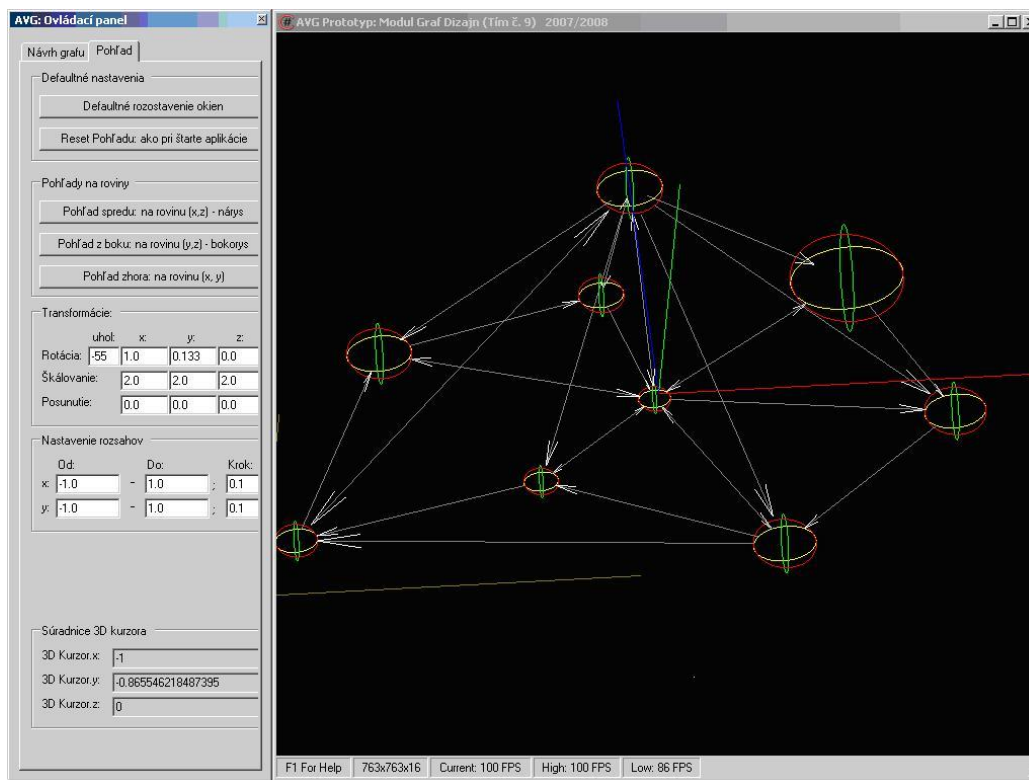 AVG: Ovládací panel
Návrh grafu Pohľad
Defaultné nastavenia
Defaultné rozostavenie okien
Reset Pohľadu: ako pri štarte aplikácie
Pohľady na roviny
Pohľad spredu: na rovinu (x,z) - nárys
Pohľad z boku: na rovinu (y,z) - bokorys
Pohľad zhora: na rovinu (x, y)
Transformácie:
uhol: x: y: z:
Rotácia: -55 1.0 0.133 0.0
Škálovanie: 2.0 2.0 2.0
Posunutie: 0.0 0.0 0.0
Nastavenie rozsahov
Od: Do: Krok:
x: -1.0 - 1.0 ; 0.1
y: -1.0 - 1.0 ; 0.1
Súradnice 3D kurzora
3D Kurzor.x: -1
3D Kurzor.y: -0.865546218487395
3D Kurzor.z: 0
AVG Prototyp: Modul Graf Dizajn (Tím č. 9) 2007/2008
F1 For Help 763x763x16 Current: 100 FPS High: 100 FPS Low: 86 FPS